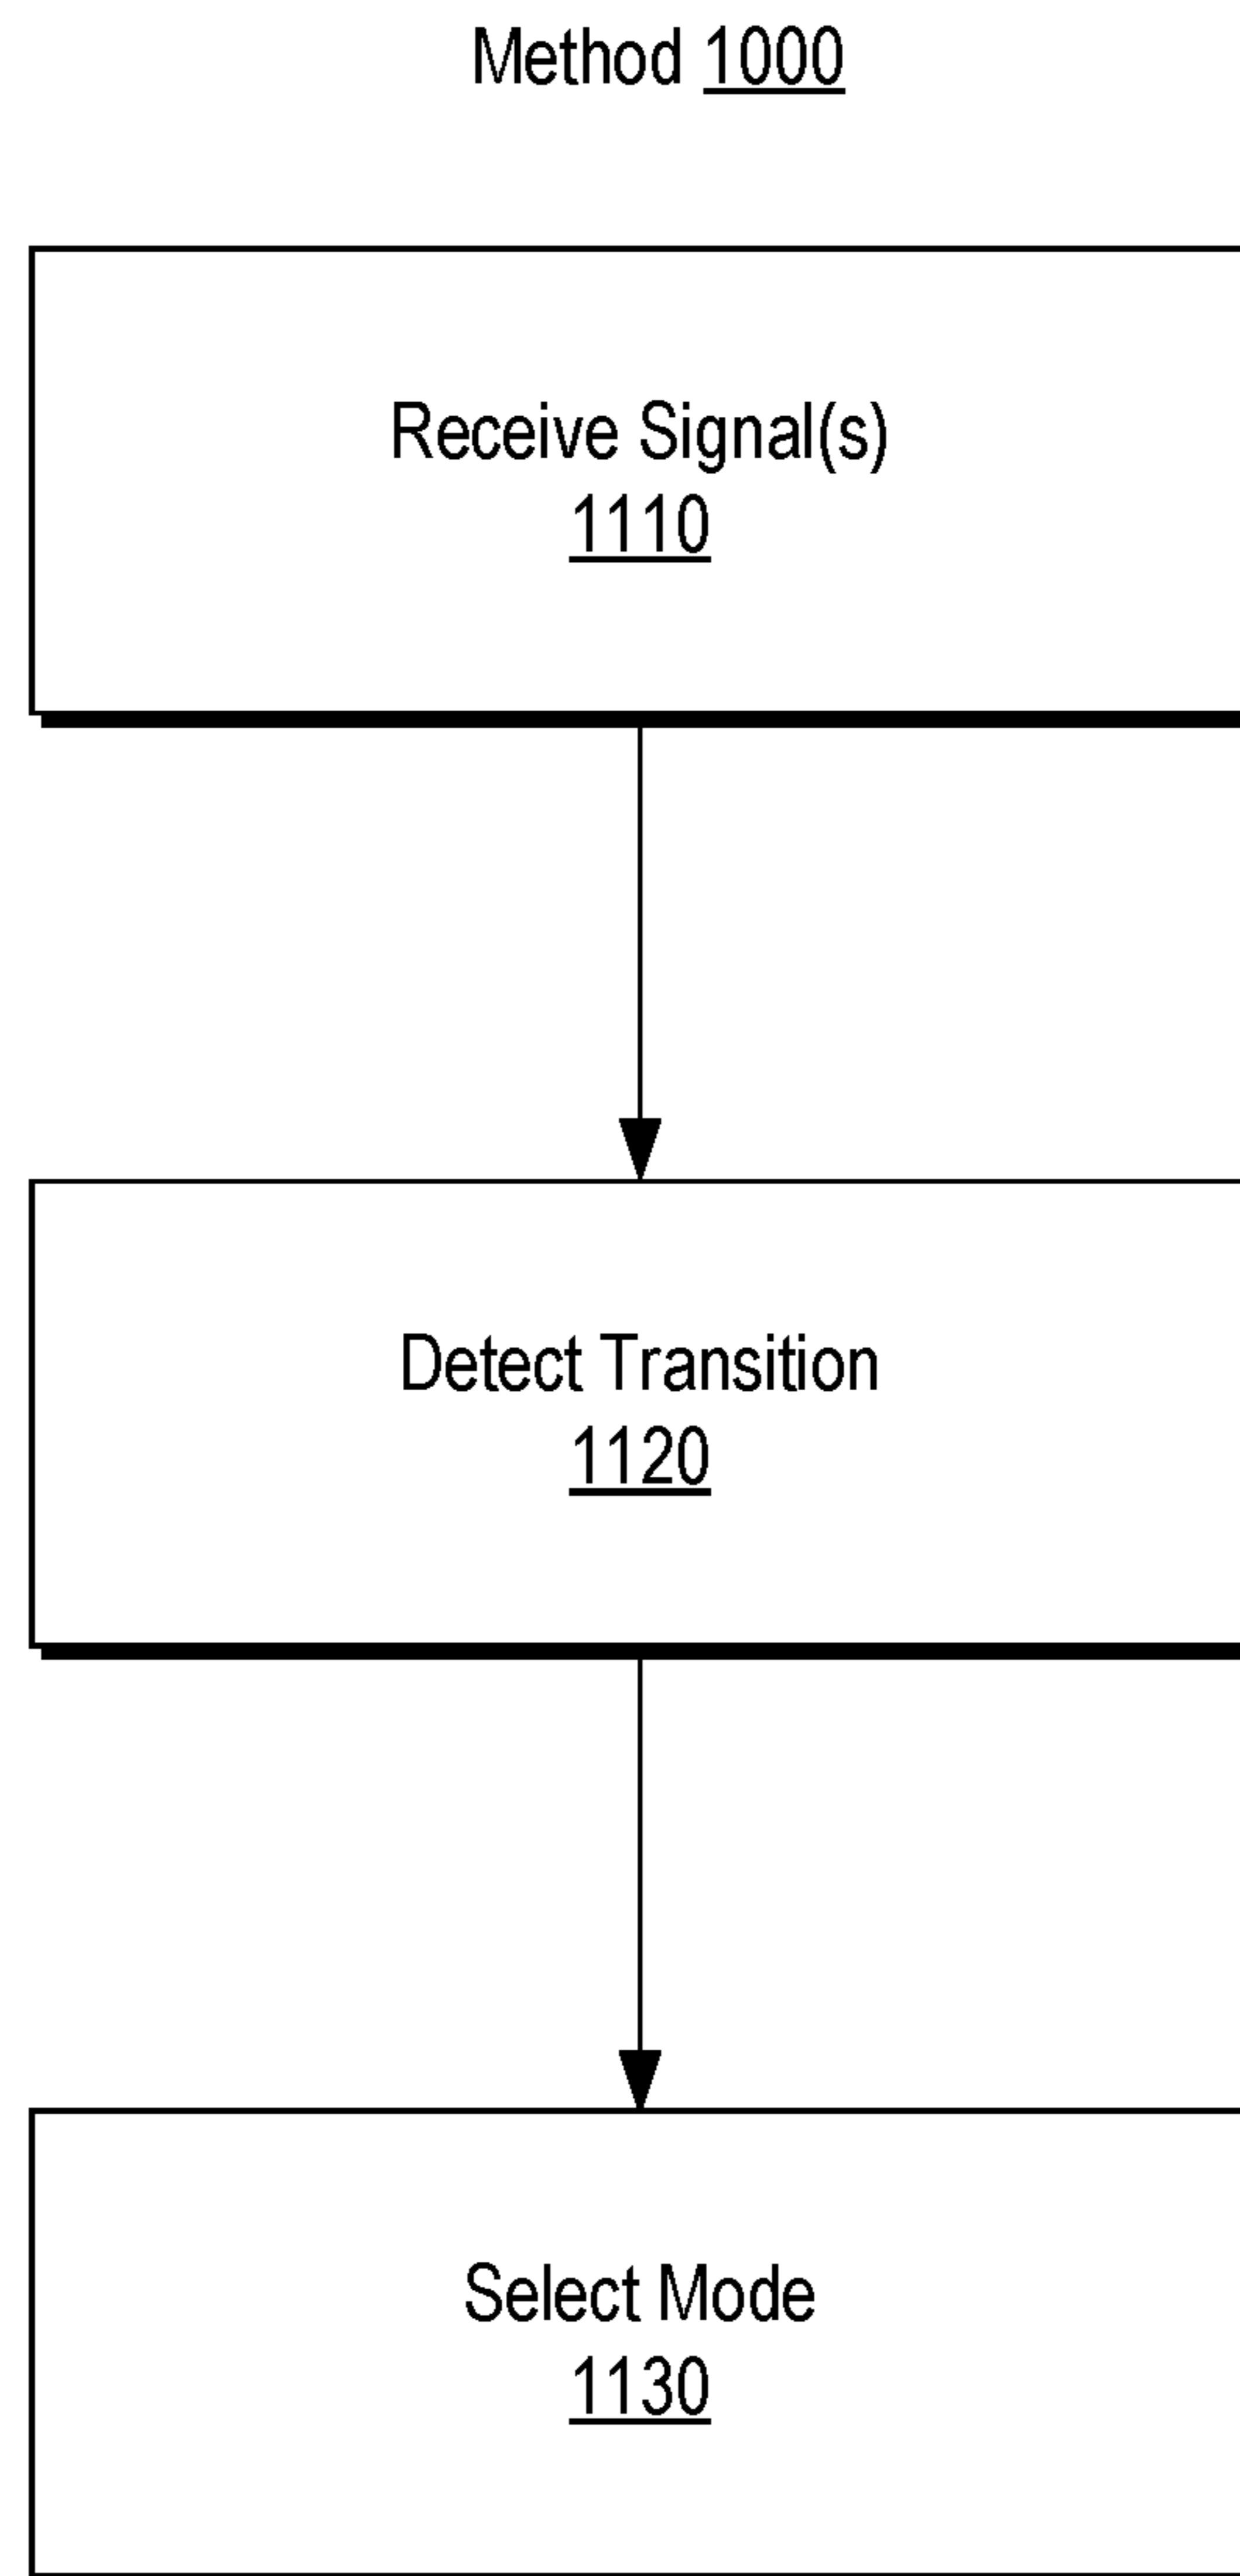 Method 1000
Receive Signal(s)
1110
Detect Transition
1120
Select Mode
1130